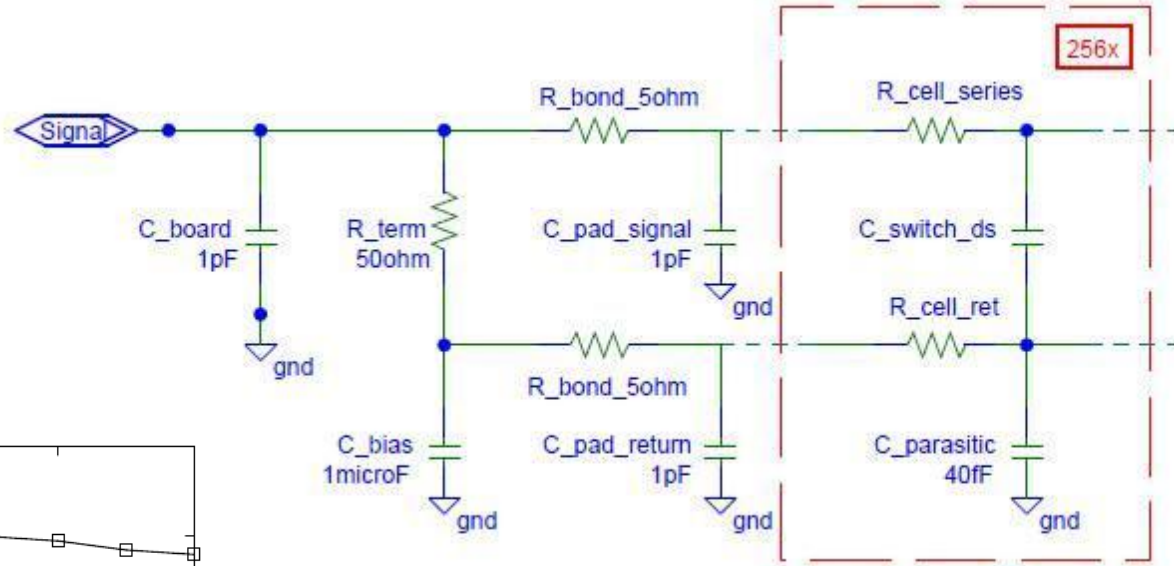 256x
R_bond_5ohm
R_cell_series
Signal
C_board
1pF
R_term
50ohm
C_pad_signal
1pF
C_switch_ds
gnd
R_cell_ret
gnd
R_bond_5ohm
C_bias
1microF
C_pad_return
1pF
C_parasitic
40fF
gnd
gnd
gnd